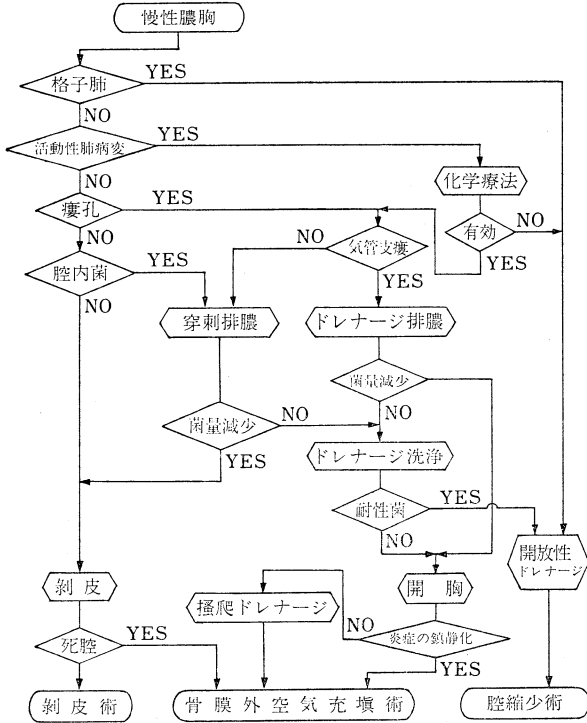 慢性膿胸
格子肺
YES
NO
活動性肺病変
YES
NO
化学療法
瘻孔
YES
NO
有効
NO
YES
気管支瘻
NO
YES
腔内菌
YES
NO
穿刺排膿
ドレナージ排膿
菌量減少
NO
菌量減少
NO
YES
ドレナージ洗浄
耐性菌
YES
NO
開放性
ドレナージ
剥皮
開胸
掻爬ドレナージ
NO
炎症の鎮静化
YES
死腔
YES
剥皮術
骨膜外空気充塡術
腔縮少術